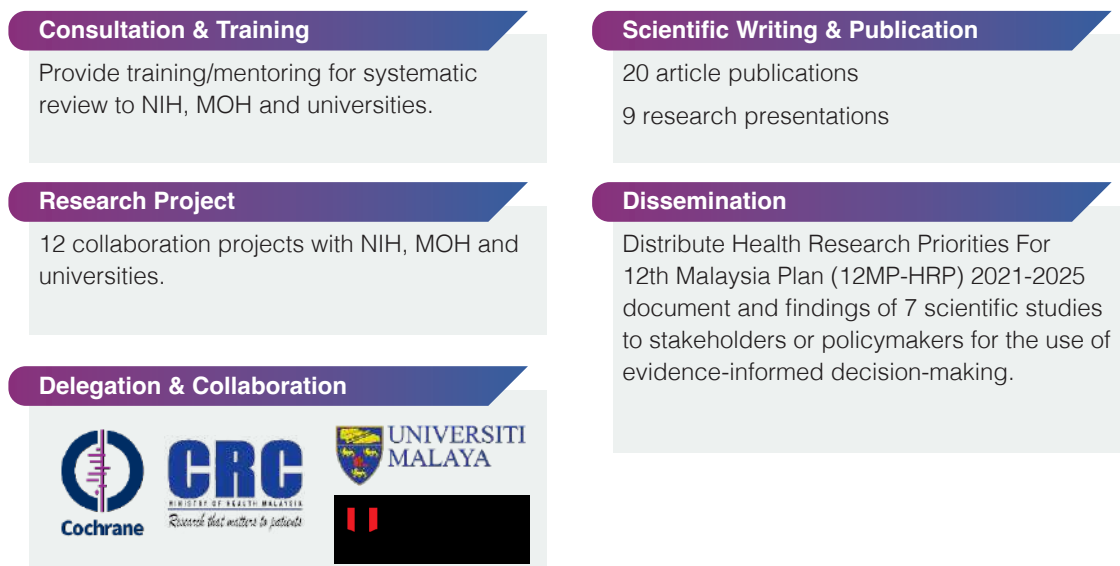 Consultation & Training
Provide training/mentoring for systematic
review to NIH, MOH and universities.
Research Project
12 collaboration projects with NIH, MOH and
universities.
Delegation & Collaboration
Cochrane
CRC
MINISTRY OF HEALTH MALAYSIA
Research that matters to patients
UNIVERSITI
MALAYA
Scientific Writing & Publication
20 article publications
9 research presentations
Dissemination
Distribute Health Research Priorities For
12th Malaysia Plan (12MP-HRP) 2021-2025
document and findings of 7 scientific studies
to stakeholders or policymakers for the use of
evidence-informed decision-making.